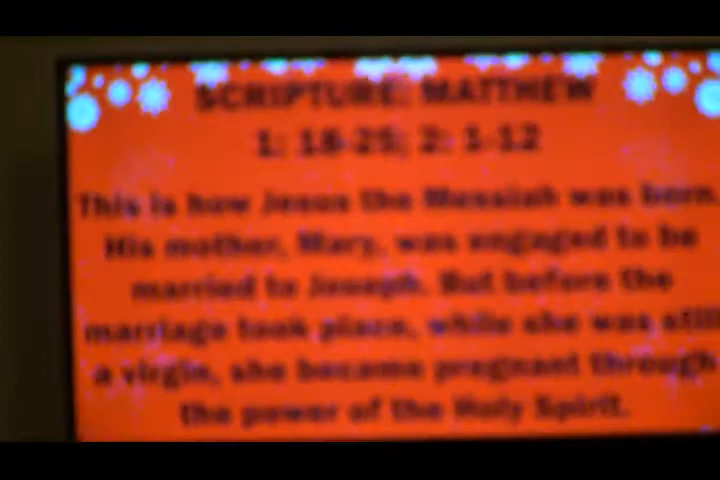 SCRIPTURE: MATTHEW
1: 18-25; 2: 1-12
This is how Jesus the Messiah was born.
His mother, Mary, was engaged to be
married to Joseph. But before the
marriage took place, while she was still
a virgin, she became pregnant through
the power of the Holy Spirit.